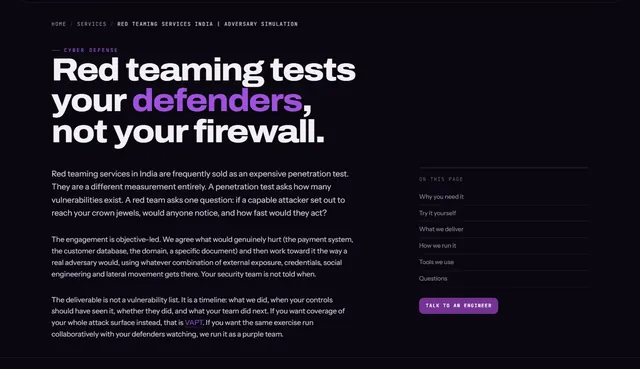 HOME / SERVICES / RED TEAMING SERVICES INDIA | ADVERSARY SIMULATION
CYBER DEFENSE
Red teaming tests
your defenders,
not your firewall.
Red teaming services in India are frequently sold as an expensive penetration test.
They are a different measurement entirely. A penetration test asks how many
vulnerabilities exist. A red team asks one question: if a capable attacker set out to
reach your crown jewels, would anyone notice, and how fast would they act?
The engagement is objective-led. We agree what would genuinely hurt (the payment system,
the customer database, the domain, a specific document) and then work toward it the way a
real adversary would, using whatever combination of external exposure, credentials, social
engineering and lateral movement gets there. Your security team is not told when.
The deliverable is not a vulnerability list. It is a timeline: what we did, when your controls
should have seen it, whether they did, and what your team did next. If you want coverage of
your whole attack surface instead, that is VAPT. If you want the same exercise run
collaboratively with your defenders watching, we run it as a purple team.
ON THIS PAGE
Why you need it
Try it yourself
What we deliver
How we run it
Tools we use
Questions
TALK TO AN ENGINEER